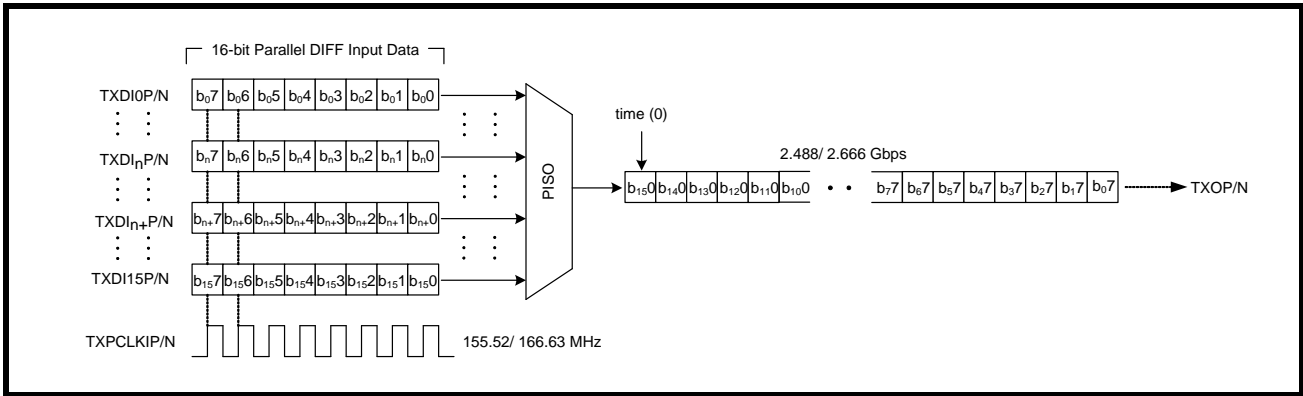 16-bit Parallel DIFF Input Data
TXDI0P/N
b₀7 b₀6 b₀5 b₀4 b₀3 b₀2 b₀1 b₀0
TXDIₙP/N
bₙ7 bₙ6 bₙ5 bₙ4 bₙ3 bₙ2 bₙ1 bₙ0
TXDIₙ₊P/N
bₙ₊7 bₙ₊6 bₙ₊5 bₙ₊4 bₙ₊3 bₙ₊2 bₙ₊1 bₙ₊0
TXDI15P/N
b₁₅7 b₁₅6 b₁₅5 b₁₅4 b₁₅3 b₁₅2 b₁₅1 b₁₅0
TXPCLKIP/N
155.52/ 166.63 MHz
PISO
time (0)
2.488/ 2.666 Gbps
b₁₅0 b₁₄0 b₁₃0 b₁₂0 b₁₁0 b₁₀0 b₇7 b₆7 b₅7 b₄7 b₃7 b₂7 b₁7 b₀7
TXOP/N